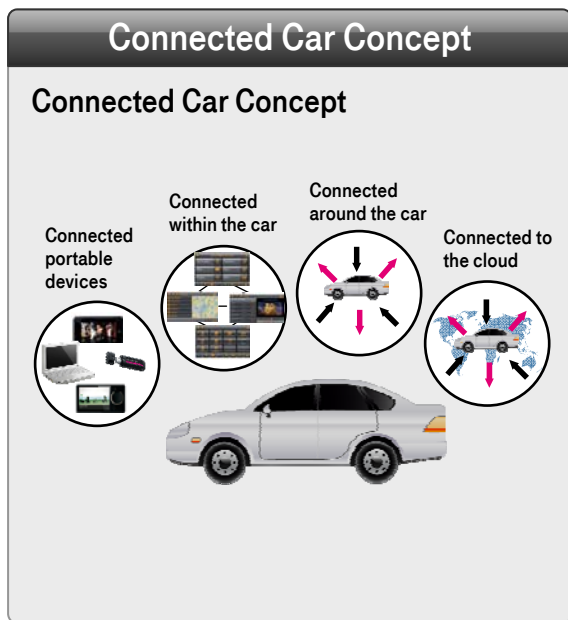 Connected Car Concept
Connected Car Concept
Connected
portable
devices
Connected
within the car
Connected
around the car
Connected to
the cloud